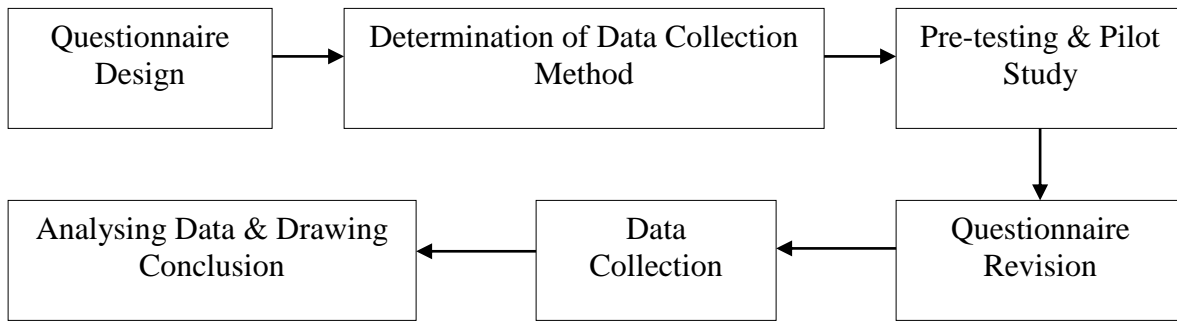 Questionnaire
Design
Determination of Data Collection
Method
Pre-testing & Pilot
Study
Questionnaire
Revision
Data
Collection
Analysing Data & Drawing
Conclusion